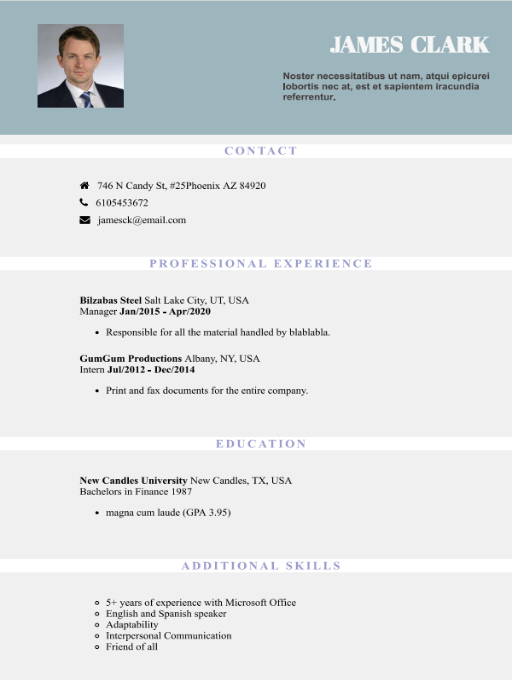 JAMES CLARK
Noster necessitatibus ut nam, atqui epicurei
lobortis nec at, est et sapientem iracundia
referrentur.
CONTACT
746 N Candy St, #25Phoenix AZ 84920
6105453672
jamesck@email.com
PROFESSIONAL EXPERIENCE
Bilzabas Steel Salt Lake City, UT, USA
Manager Jan/2015 - Apr/2020
• Responsible for all the material handled by blablabla.
GumGum Productions Albany, NY, USA
Intern Jul/2012 - Dec/2014
• Print and fax documents for the entire company.
EDUCATION
New Candles University New Candles, TX, USA
Bachelors in Finance 1987
• magna cum laude (GPA 3.95)
ADDITIONAL SKILLS
5+ years of experience with Microsoft Office
English and Spanish speaker
Adaptability
Interpersonal Communication
Friend of all